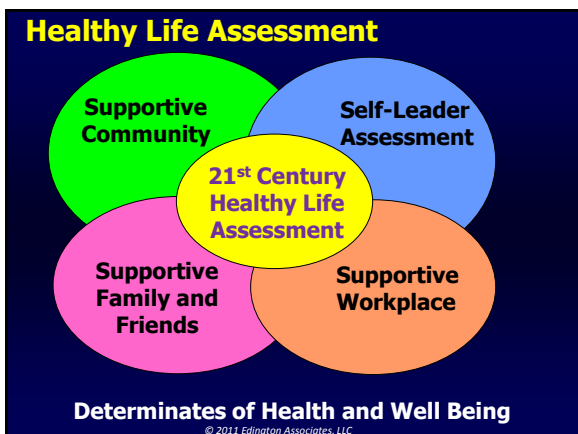 Healthy Life Assessment
Supportive
Community
Self-Leader
Assessment
21st Century
Healthy Life
Assessment
Supportive
Family and
Friends
Supportive
Workplace
Determinates of Health and Well Being
© 2011 Edington Associates, LLC